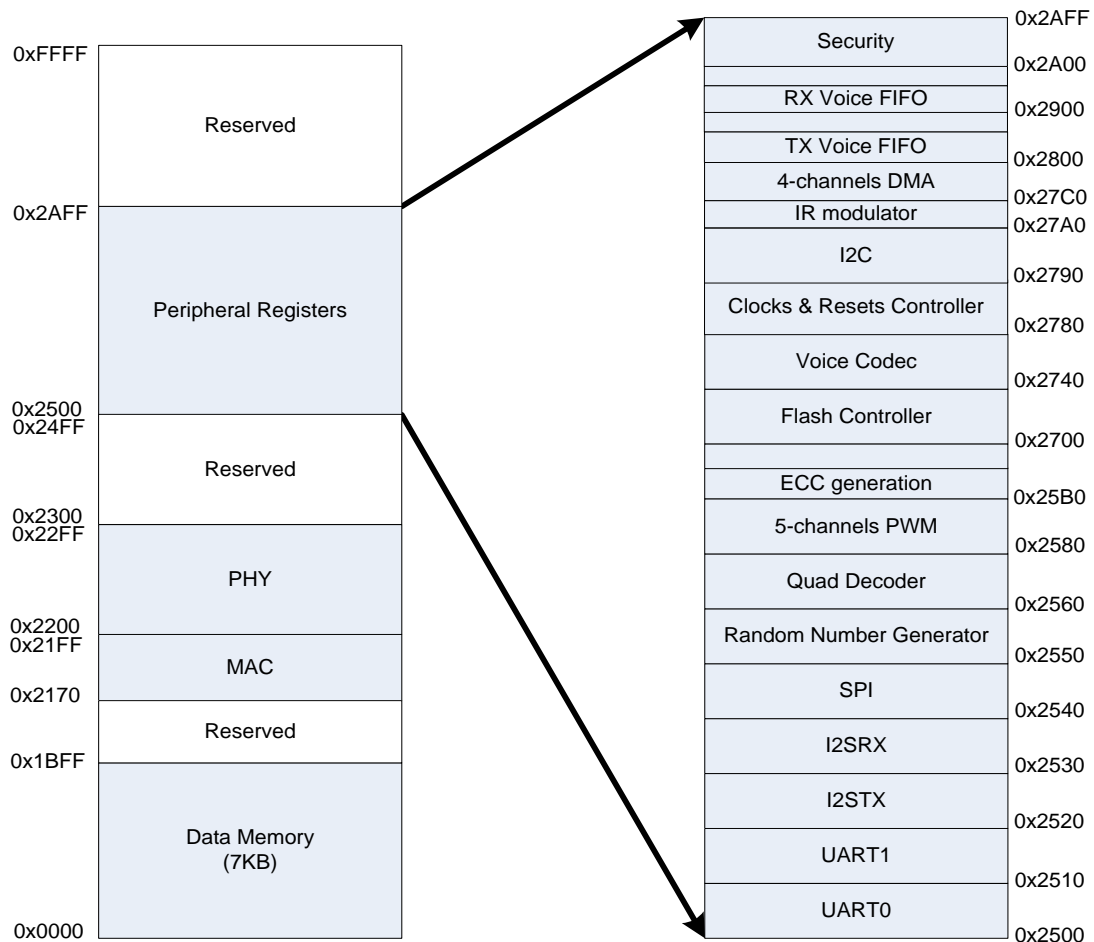 0xFFFF
Reserved
0x2AFF
Peripheral Registers
0x2500
0x24FF
Reserved
0x2300
0x22FF
PHY
0x2200
0x21FF
MAC
0x2170
Reserved
0x1BFF
Data Memory
(7KB)
0x0000
0x2AFF
Security
0x2A00
RX Voice FIFO
0x2900
TX Voice FIFO
0x2800
4-channels DMA
0x27C0
IR modulator
0x27A0
I2C
0x2790
Clocks & Resets Controller
0x2780
Voice Codec
0x2740
Flash Controller
0x2700
ECC generation
0x25B0
5-channels PWM
0x2580
Quad Decoder
0x2560
Random Number Generator
0x2550
SPI
0x2540
I2SRX
0x2530
I2STX
0x2520
UART1
0x2510
UART0
0x2500